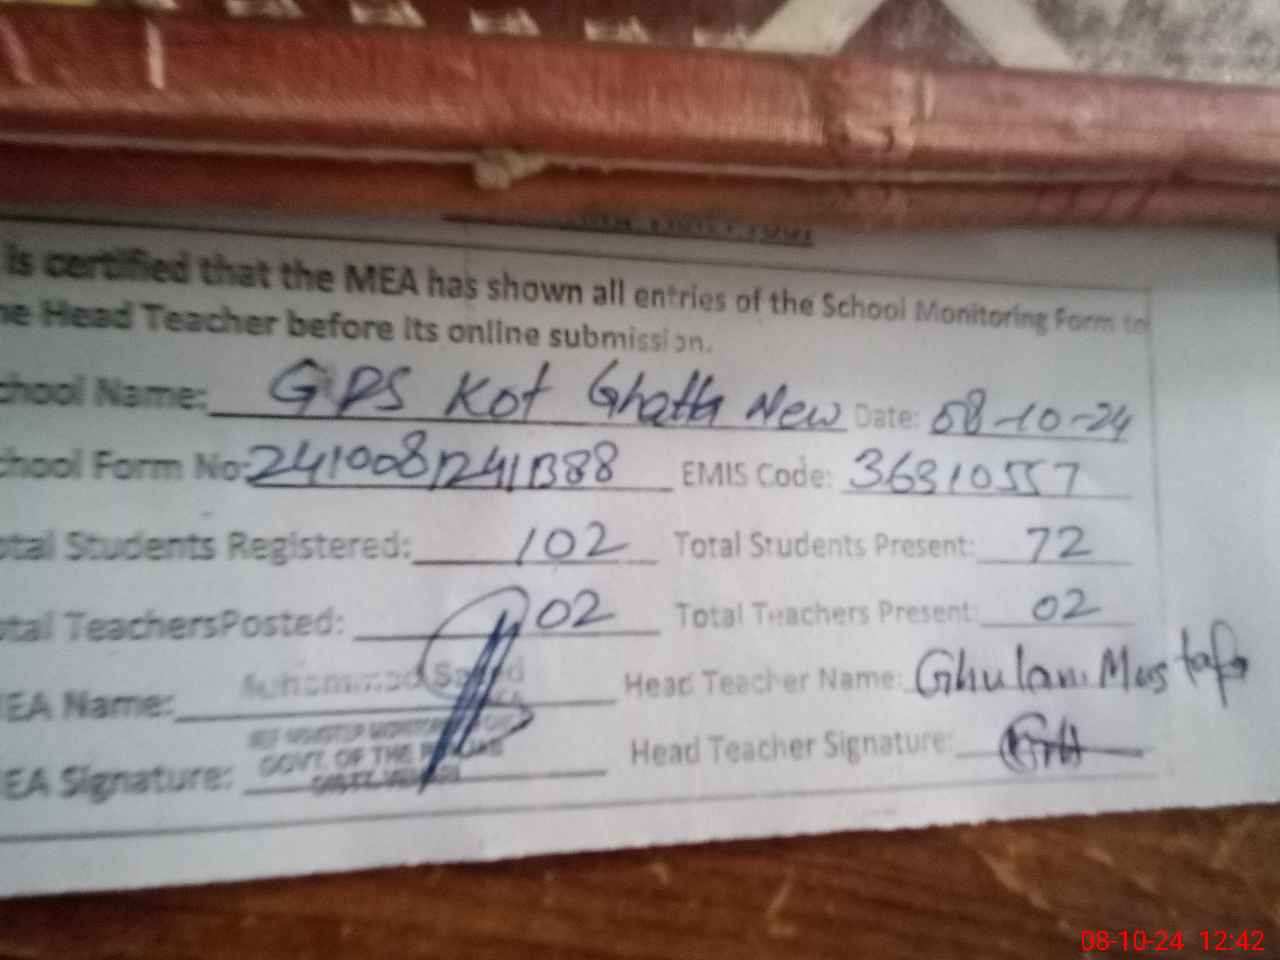 is certified that the MEA has shown all entries of the School Monitoring Form to
he Head Teacher before its online submission.
chool Name: GPS Kot Ghatta New Date: 08-10-24
chool Form No: EMIS Code: 36310557
otal Students Registered: 102 Total Students Present: 72
otal TeachersPosted: 02 Total Teachers Present: 02
EA Name: Muhammad Head Teacher Name: Ghulam Mustafa
GOVT. OF THE PUNJAB
EA Signature: Head Teacher Signature:
08-10-24 12:42